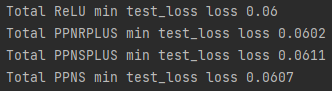 Total ReLU min test_loss loss 0.06
Total PPNRPLUS min test_loss loss 0.0602
Total PPNSPLUS min test_loss loss 0.0611
Total PPNS min test_loss loss 0.0607